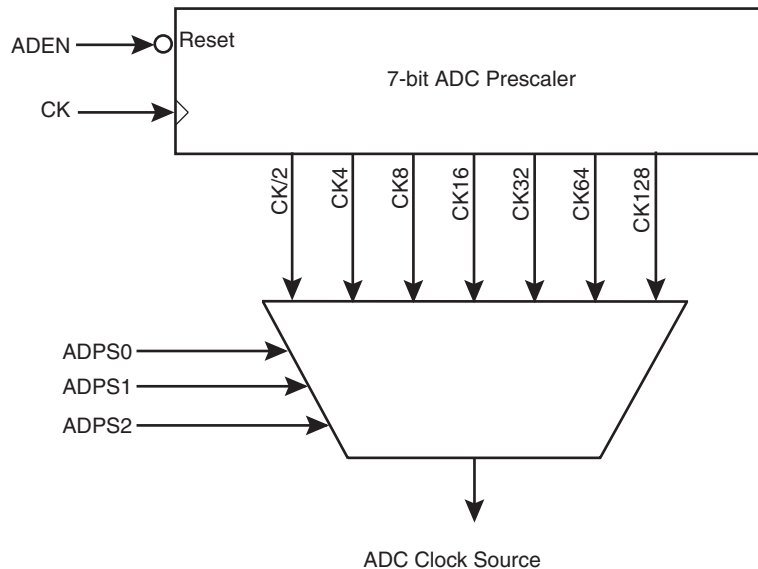 ADEN
Reset
7-bit ADC Prescaler
CK
CK/2
CK4
CK8
CK16
CK32
CK64
CK128
ADPS0
ADPS1
ADPS2
ADC Clock Source